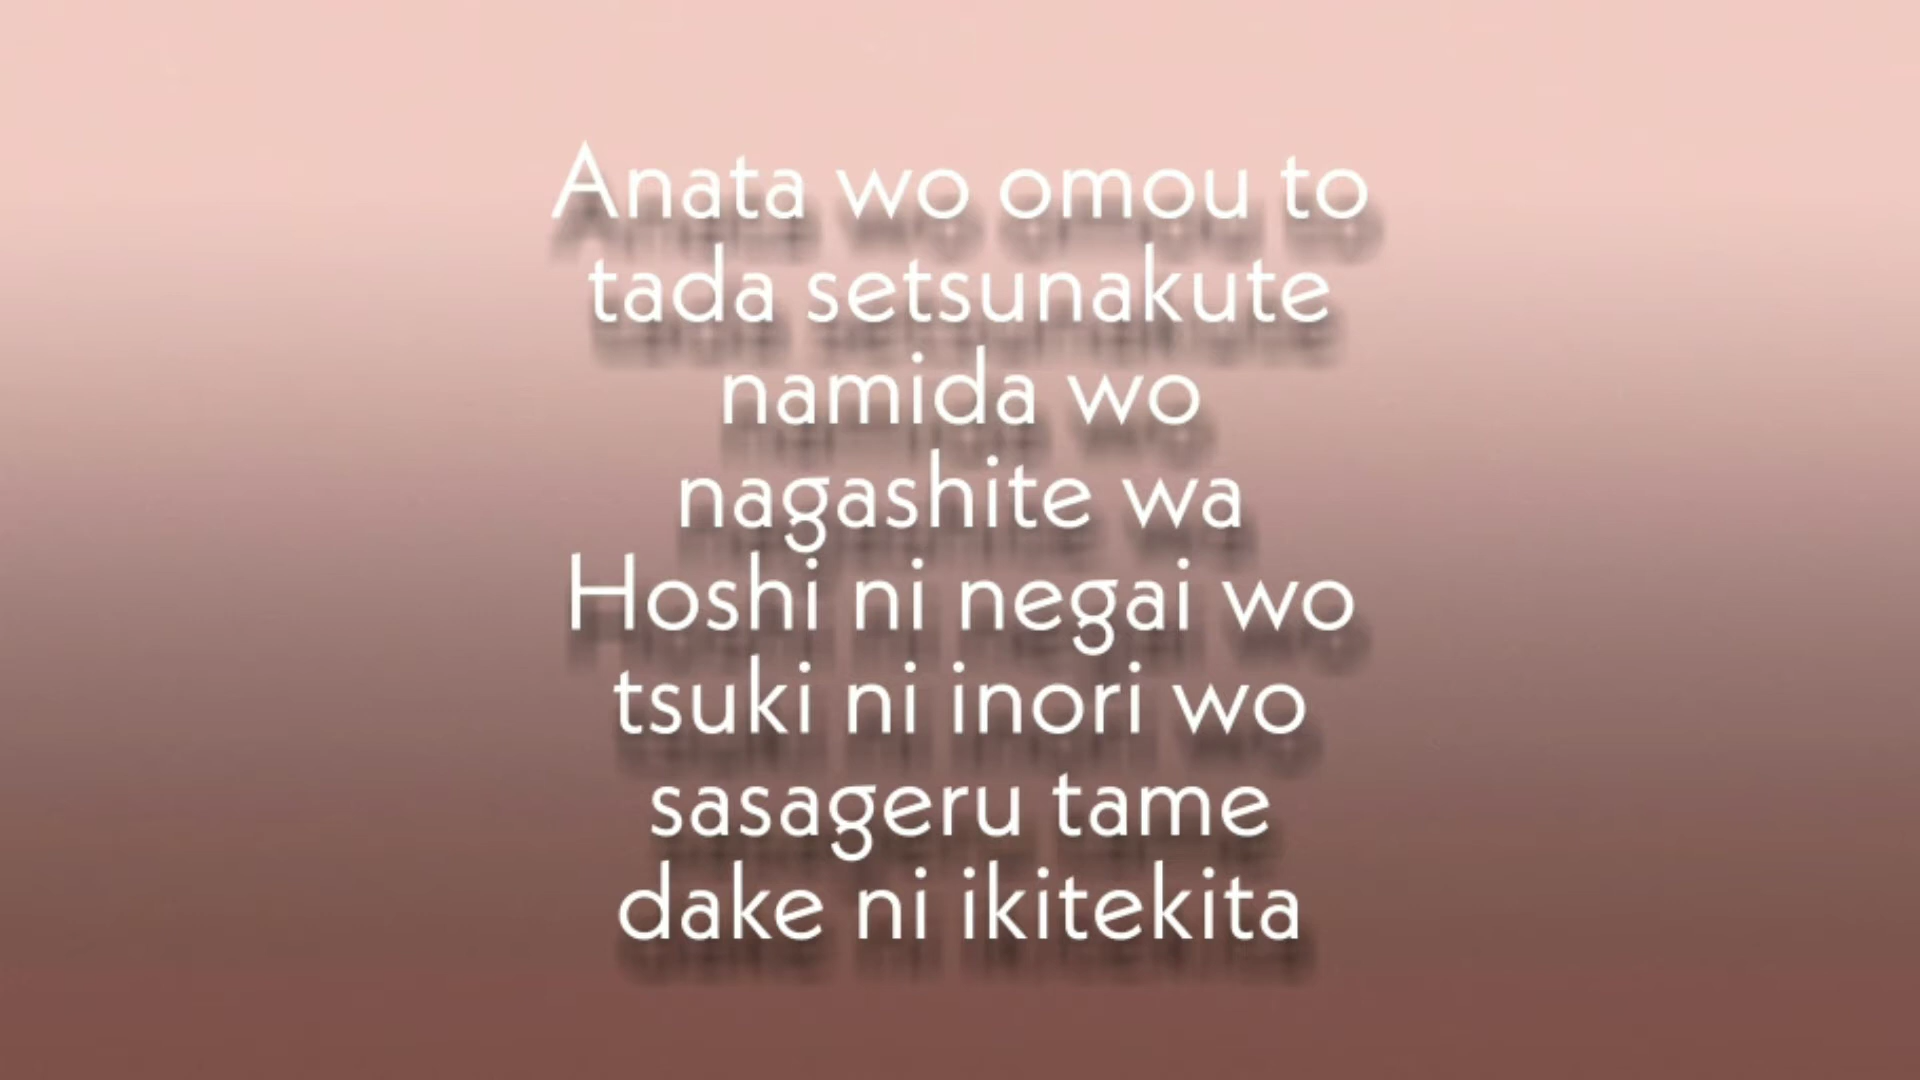 Anata wo omou to
tada setsunakute
namida wo
nagashite wa
Hoshi ni negai wo
tsuki ni inori wo
sasageru tame
dake ni ikitekita